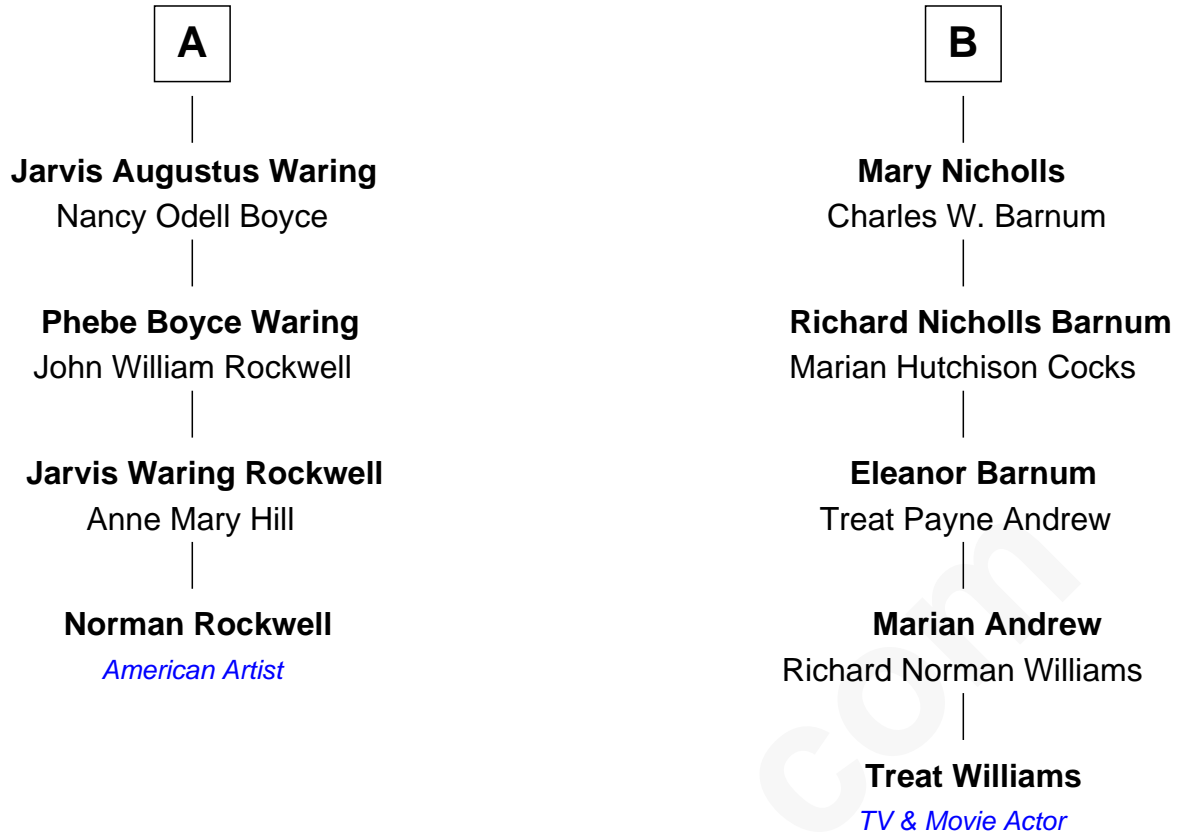 A
Jarvis Augustus Waring
Nancy Odell Boyce
Phebe Boyce Waring
John William Rockwell
Jarvis Waring Rockwell
Anne Mary Hill
Norman Rockwell
American Artist
B
Mary Nicholls
Charles W. Barnum
Richard Nicholls Barnum
Marian Hutchison Cocks
Eleanor Barnum
Treat Payne Andrew
Marian Andrew
Richard Norman Williams
Treat Williams
TV & Movie Actor
com